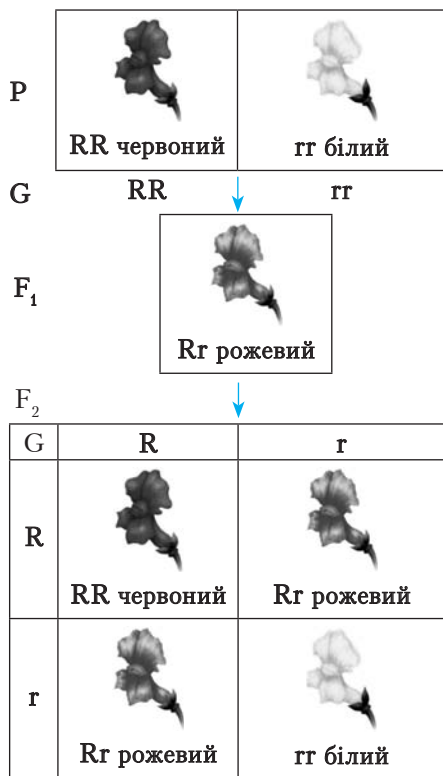 P
RR червоний rr білий
G RR rr
F₁
Rr рожевий
F₂
G R r
R
RR червоний Rr рожевий
r
Rr рожевий rr білий